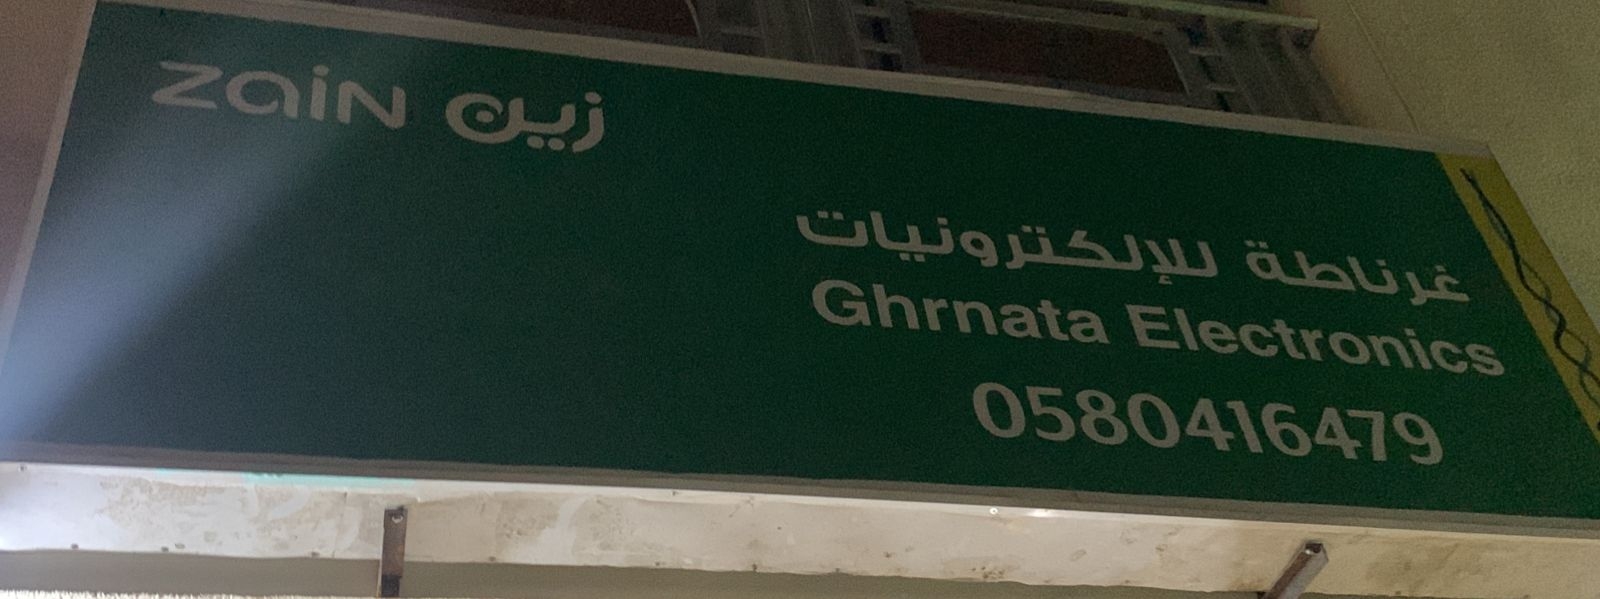 zain زين
غرناطة للإلكترونيات
Ghrnata Electronics
0580416479